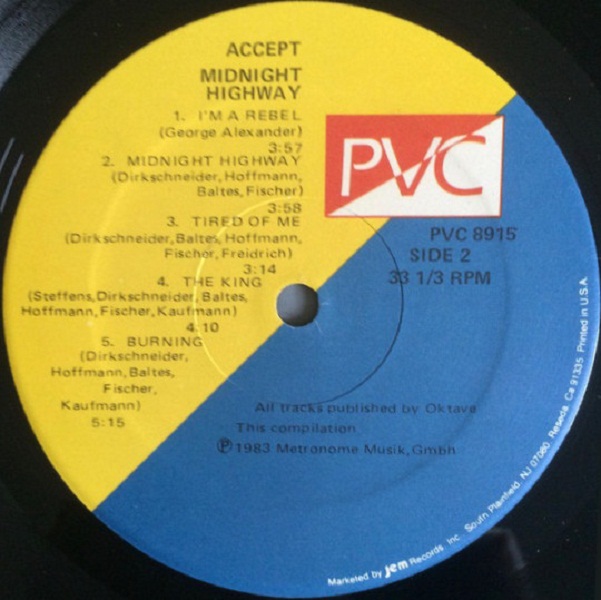 ACCEPT
MIDNIGHT
HIGHWAY
1. I'M A REBEL
(George Alexander)
3:57
2. MIDNIGHT HIGHWAY
(Dirkschneider, Hoffmann,
Baltes, Fischer)
3:58
3. TIRED OF ME
(Dirkschneider, Baltes, Hoffmann,
Fischer, Freidrich)
3:14
4. THE KING
(Steffens, Dirkschneider, Baltes,
Hoffmann, Fischer, Kaufmann)
4:10
5. BURNING
(Dirkschneider,
Hoffmann, Baltes,
Fischer,
Kaufmann)
5:15
PVC
PVC 8915
SIDE 2
33 1/3 RPM
All tracks published by Oktave
This compilation
℗1983 Metronome Musik, Gmbh
Marketed by jem Records Inc. South Plainfield, NJ 07080, Reseda, Ca 91335. Printed in U.S.A.